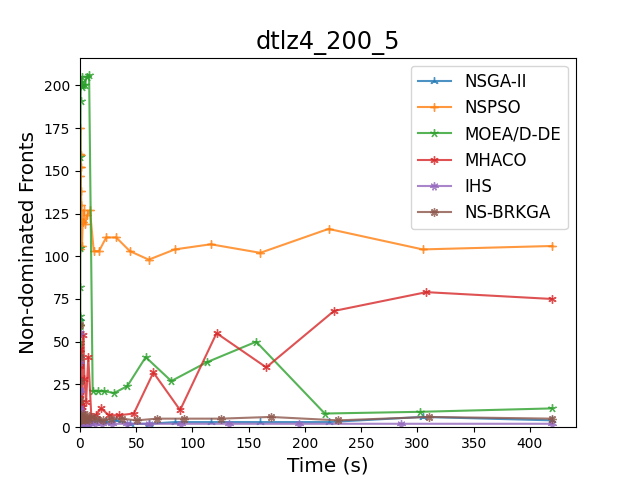 dtlz4_200_5
Non-dominated Fronts
200
175
150
125
100
75
50
25
0
NSGA-II
NSPSO
MOEA/D-DE
MHACO
IHS
NS-BRKGA
0 50 100 150 200 250 300 350 400
Time (s)